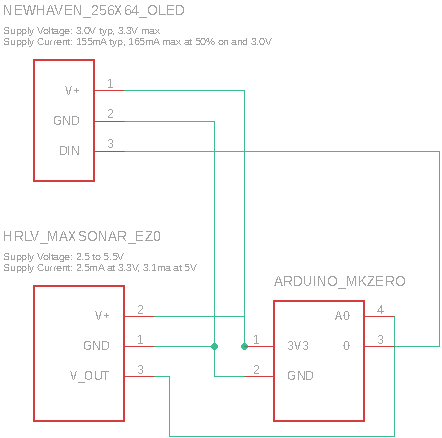 NEWHAVEN_256X64_OLED
Supply Voltage: 3.0V typ, 3.3V max
Supply Current: 155mA typ, 165mA max at 50% on and 3.0V
V+ 1
GND 2
DIN 3
HRLV_MAXSONAR_EZ0
Supply Voltage: 2.5 to 5.5V
Supply Current: 2.5mA at 3.3V, 3.1ma at 5V
V+ 2
GND 1
V_OUT 3
ARDUINO_MKZERO
A0 4
1 3V3 0 3
2 GND